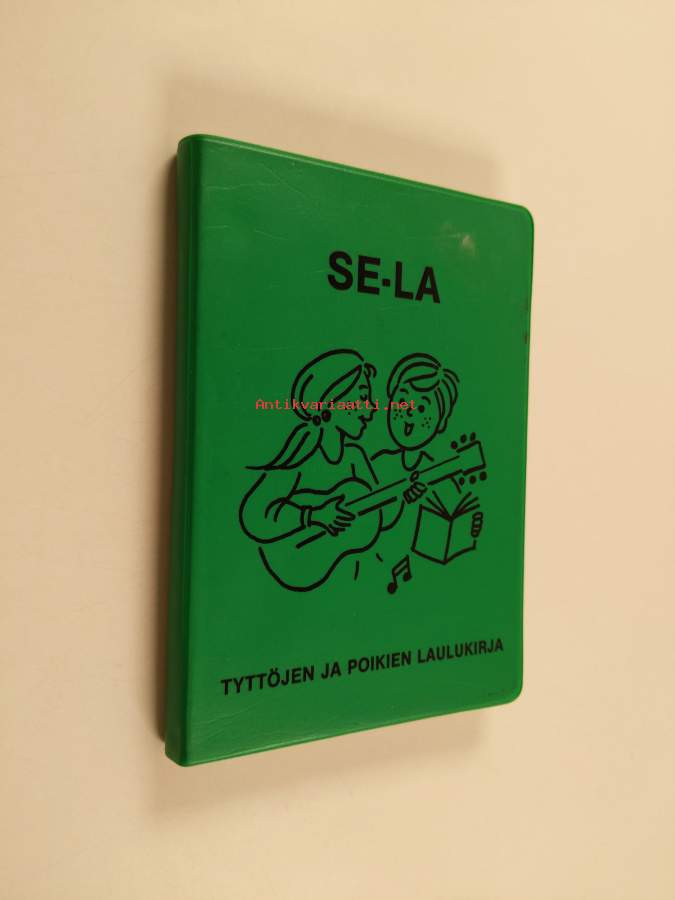 SE-LA
Antikvariaatti.net
TYTTÖJEN JA POIKIEN LAULUKIRJA